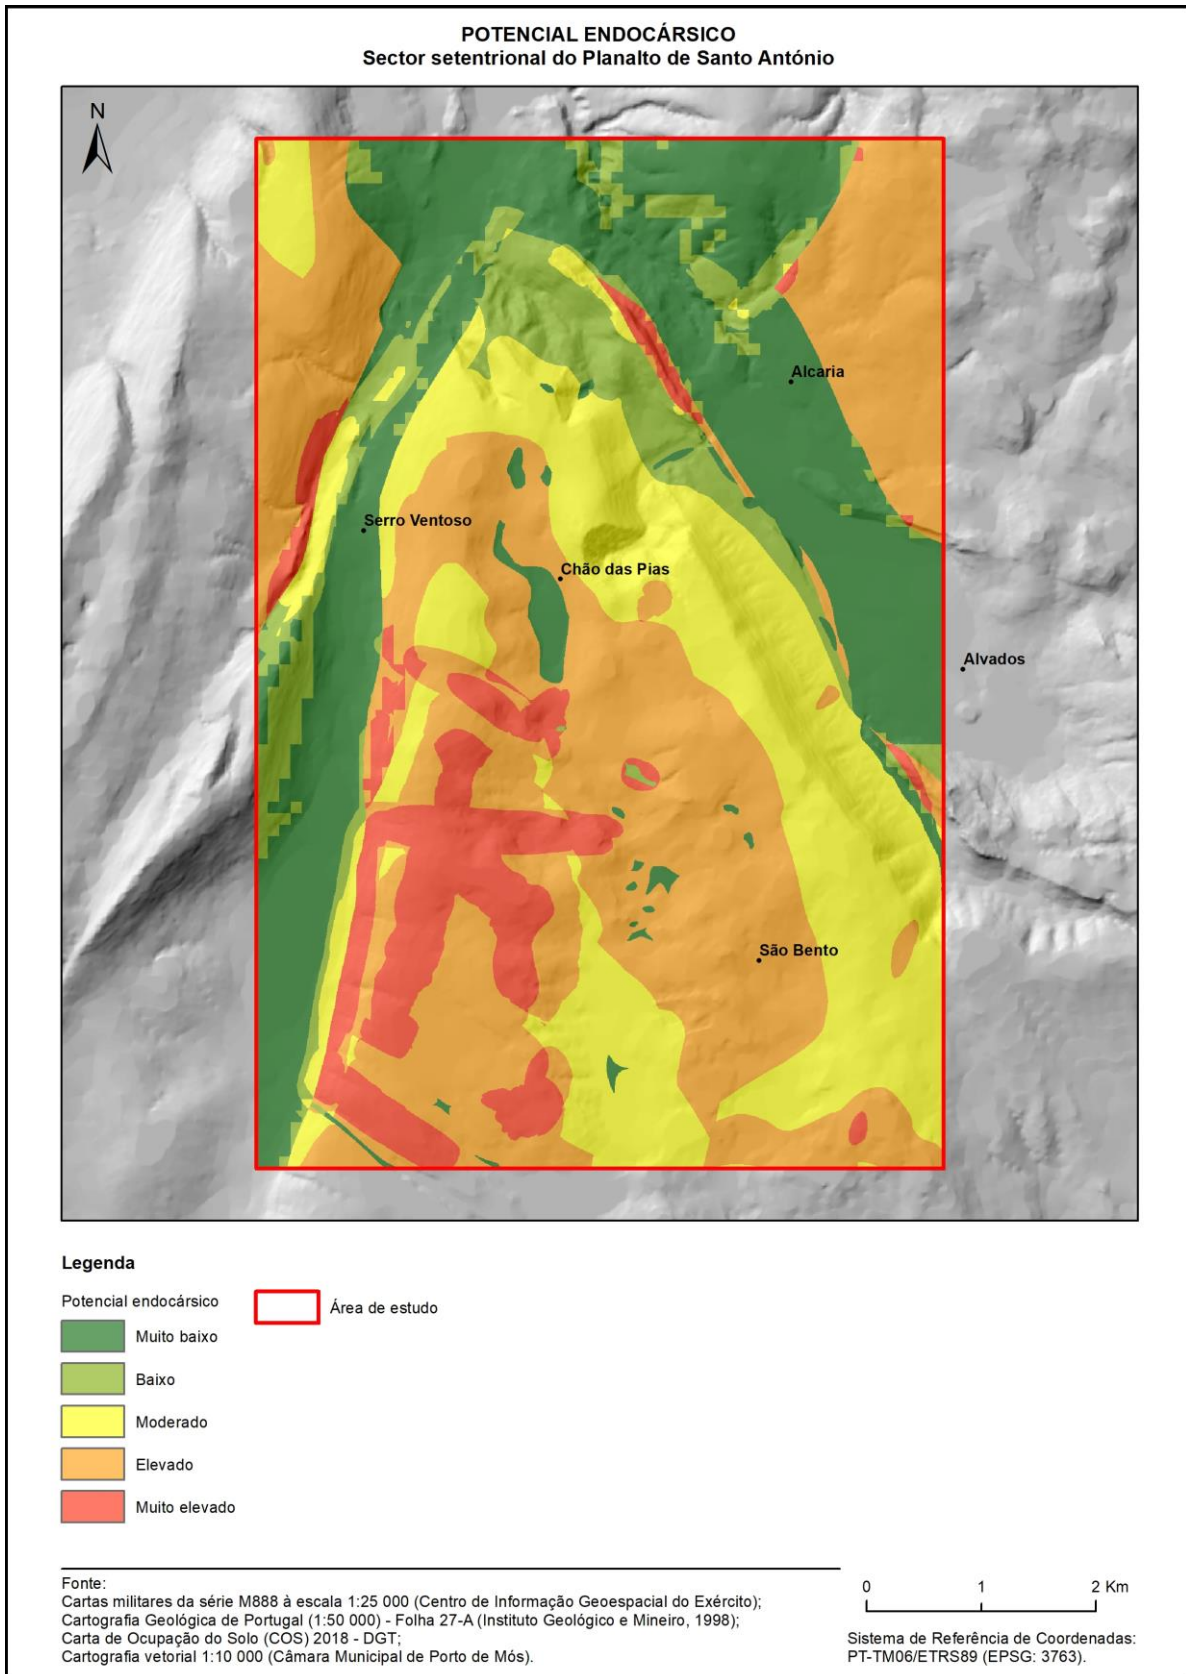 POTENCIAL ENDOCÁRSICO
Sector setentrional do Planalto de Santo António
N
Alcaria
Serro Ventoso
Chão das Pias
Alvados
São Bento
Legenda
Potencial endocársico
Área de estudo
Muito baixo
Baixo
Moderado
Elevado
Muito elevado
Fonte:
Cartas militares da série M888 à escala 1:25 000 (Centro de Informação Geoespacial do Exército);
Cartografia Geológica de Portugal (1:50 000) - Folha 27-A (Instituto Geológico e Mineiro, 1998);
Carta de Ocupação do Solo (COS) 2018 - DGT;
Cartografia vetorial 1:10 000 (Câmara Municipal de Porto de Mós).
0 1 2 Km
Sistema de Referência de Coordenadas:
PT-TM06/ETRS89 (EPSG: 3763).